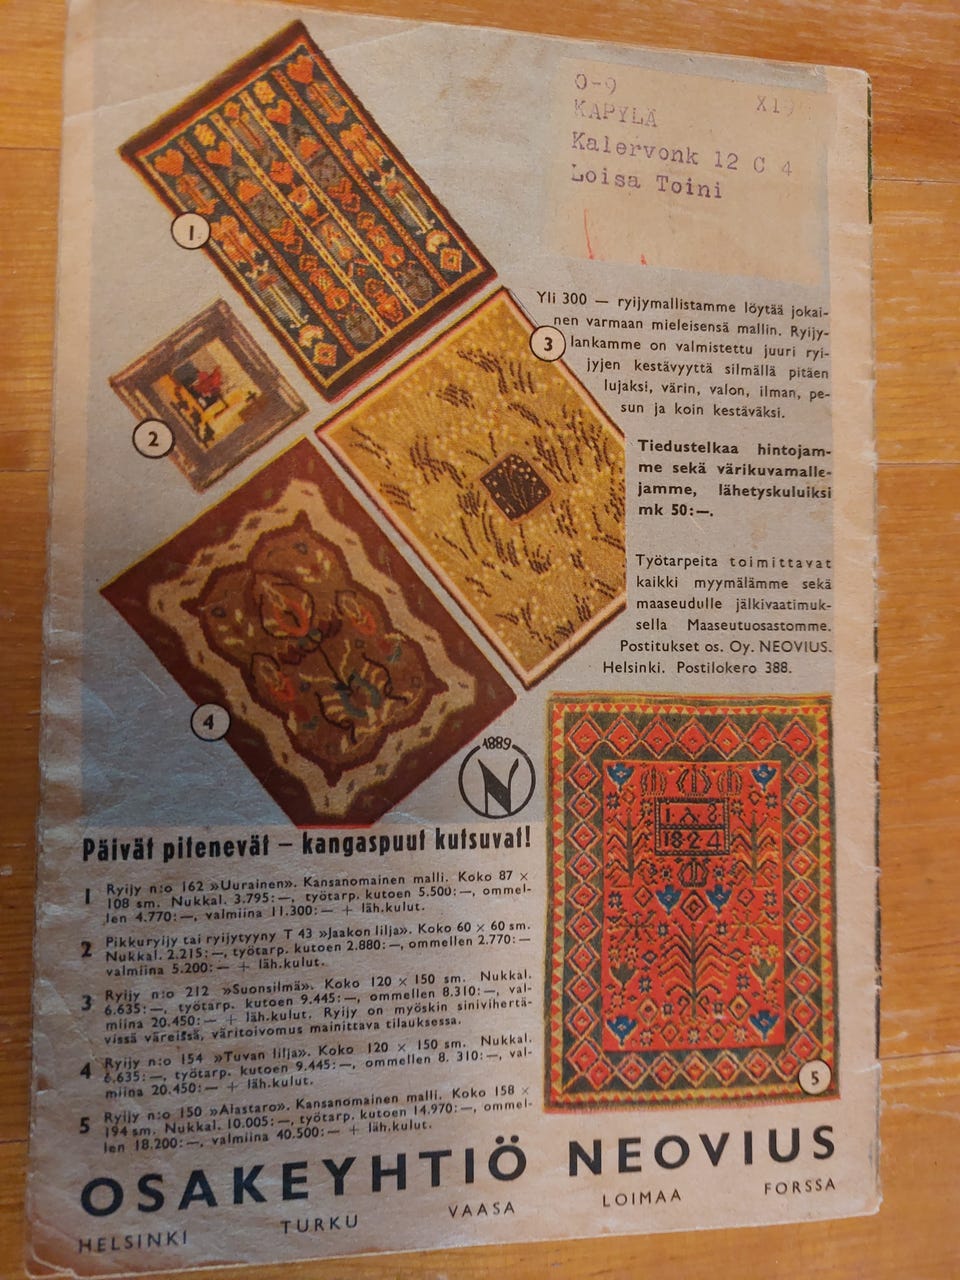 O-9 X19
KÄPYLÄ
Kalervonk 12 C 4
Loisa Toini
1
2
3
4
Yli 300 — ryijymallistamme löytää jokai-
nen varmaan mieleisensä mallin. Ryijy-
lankamme on valmistettu juuri ryi-
jyjen kestävyyttä silmällä pitäen
lujaksi, värin, valon, ilman, pe-
sun ja koin kestäväksi.
Tiedustelkaa hintojam-
me sekä värikuvamalle-
jamme, lähetyskuluiksi
mk 50:—.
Työtarpeita toimittavat
kaikki myymälämme sekä
maaseudulle jälkivaatimuk-
sella Maaseutuosastomme.
Postitukset os. Oy. NEOVIUS.
Helsinki. Postilokero 388.
1889
N
1824
5
Päivät pitenevät — kangaspuut kutsuvat!
1 Ryijy n:o 162 »Uurainen». Kansanomainen malli. Koko 87 ×
108 sm. Nukkal. 3.795:—, työtarp. kutoen 5.500:—, ommel-
len 4.770:—, valmiina 11.300:— + läh.kulut.
2 Pikkuryijy tai ryijytyyny T 43 »Jaakon lilja». Koko 60 × 60 sm.
Nukkal. 2.215:—, työtarp. kutoen 2.880:—, ommellen 2.770:—
valmiina 5.200:— + läh.kulut.
3 Ryijy n:o 212 »Suonsilmä». Koko 120 × 150 sm. Nukkal.
6.635:—, työtarp. kutoen 9.445:—, ommellen 8.310:—, val-
miina 20.450:— + läh.kulut. Ryijy on myöskin sinivihertä-
vissä väreissä, väritoivomus mainittava tilauksessa.
4 Ryijy n:o 154 »Tuvan lilja». Koko 120 × 150 sm. Nukkal.
6.635:—, työtarp. kutoen 9.445:—, ommellen 8. 310:—, val-
miina 20.450:— + läh.kulut.
5 Ryijy n:o 150 »Alastaro». Kansanomainen malli. Koko 158 ×
194 sm. Nukkal. 10.005:—, työtarp. kutoen 14.970:—, ommel-
len 18.200:—, valmiina 40.500:— + läh.kulut.
OSAKEYHTIÖ NEOVIUS
HELSINKI TURKU VAASA LOIMAA FORSSA